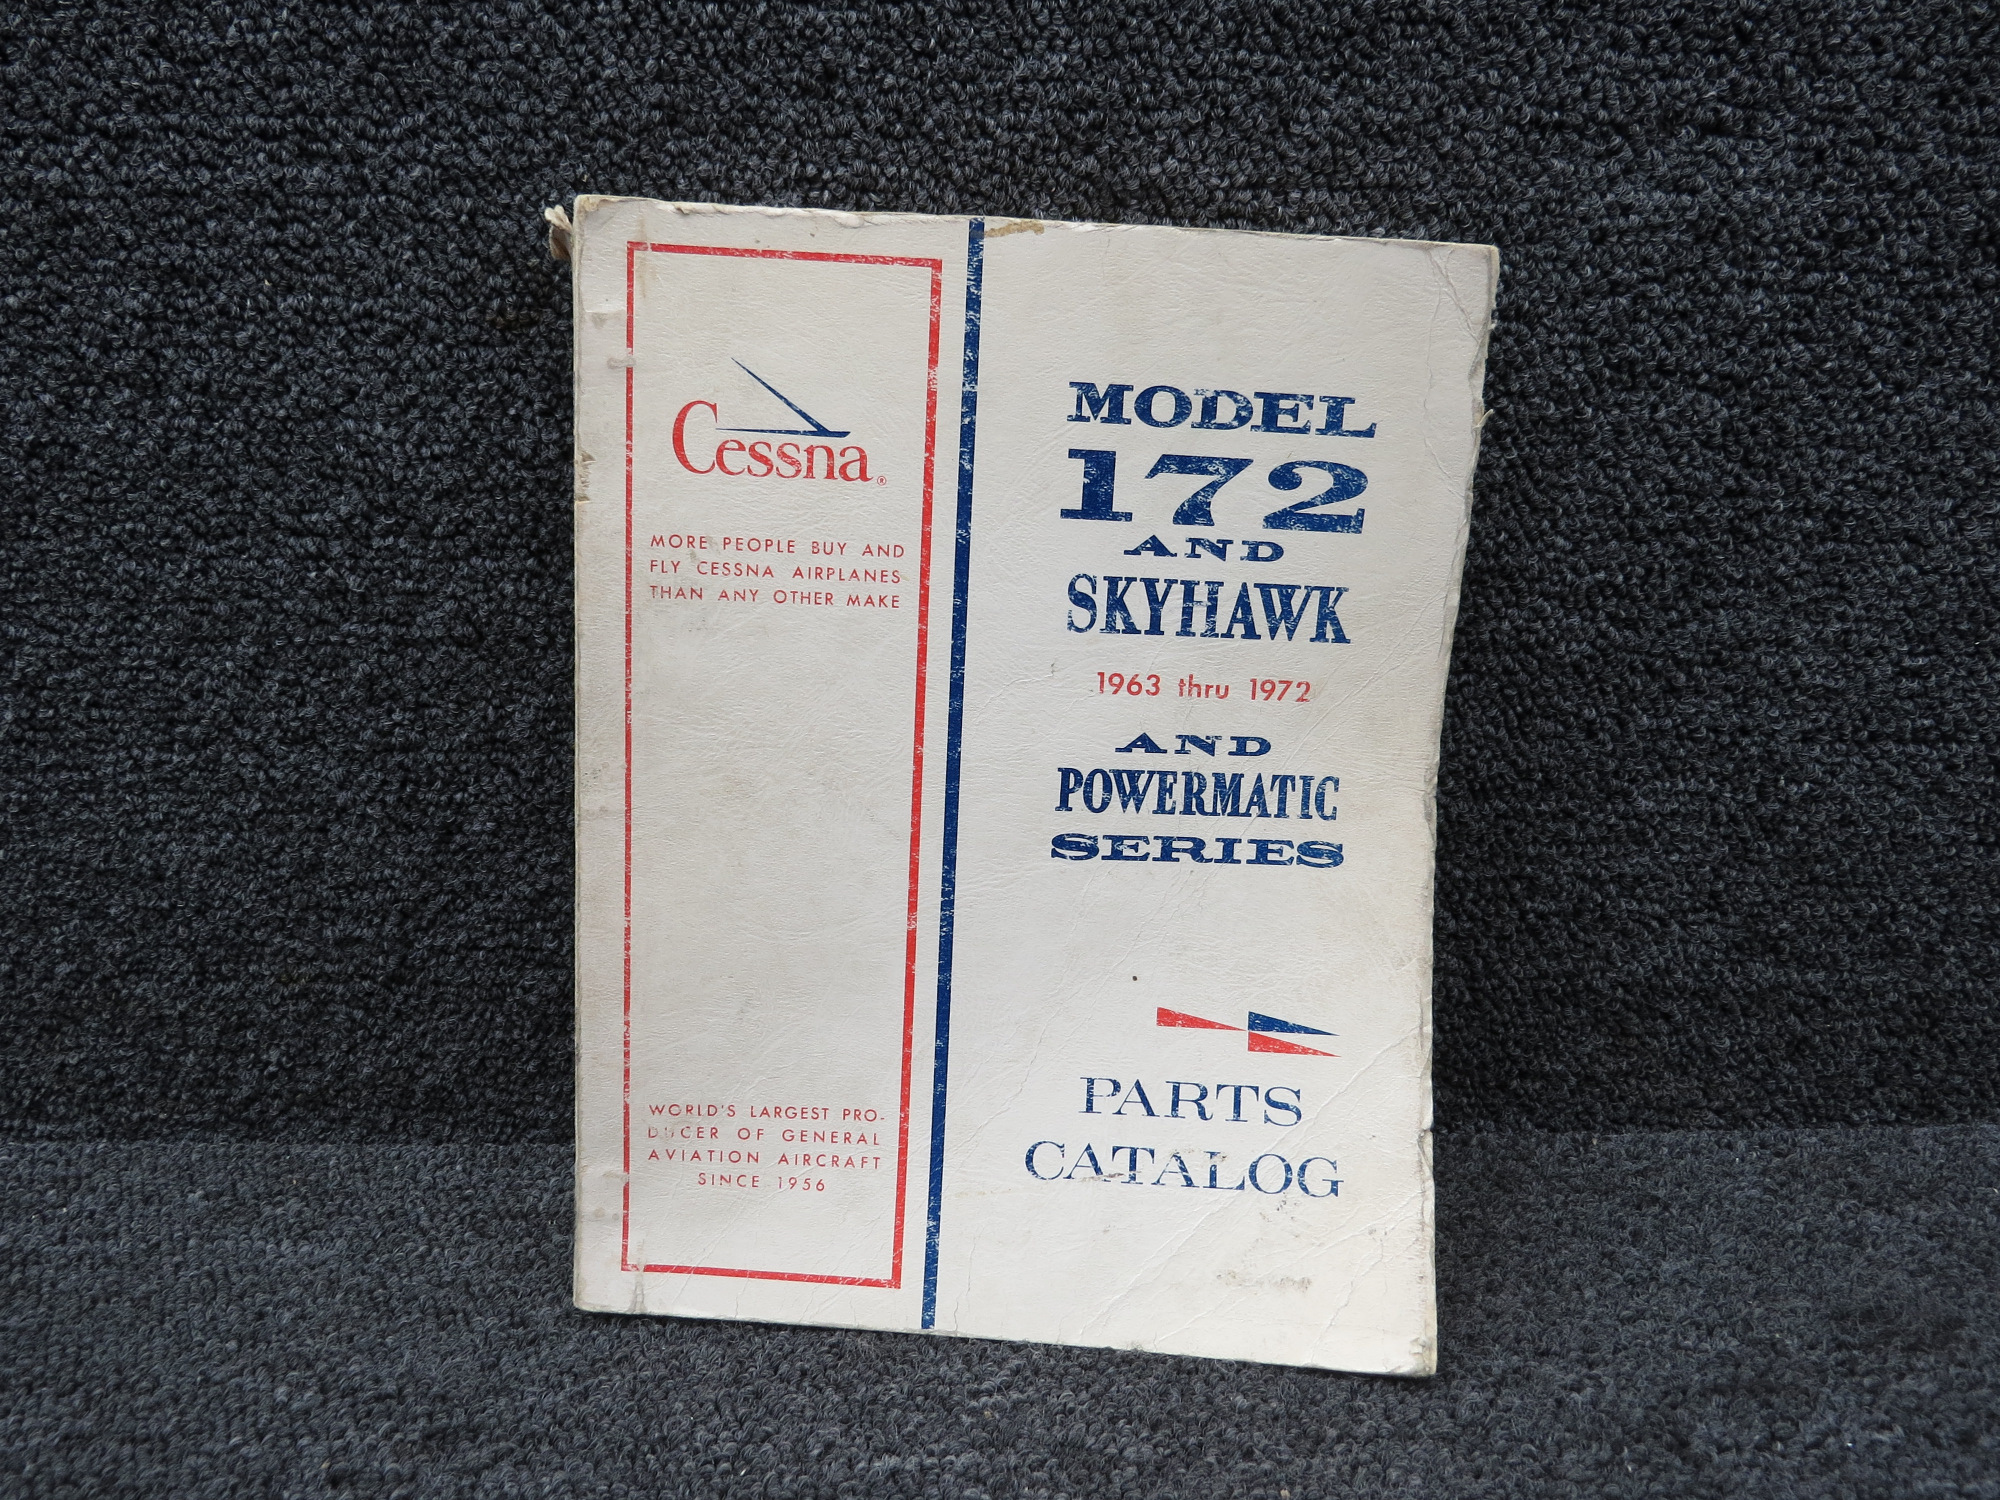 Cessna®
MORE PEOPLE BUY AND
FLY CESSNA AIRPLANES
THAN ANY OTHER MAKE
WORLD'S LARGEST PRO-
DUCER OF GENERAL
AVIATION AIRCRAFT
SINCE 1956
MODEL
172
AND
SKYHAWK
1963 thru 1972
AND
POWERMATIC
SERIES
PARTS
CATALOG